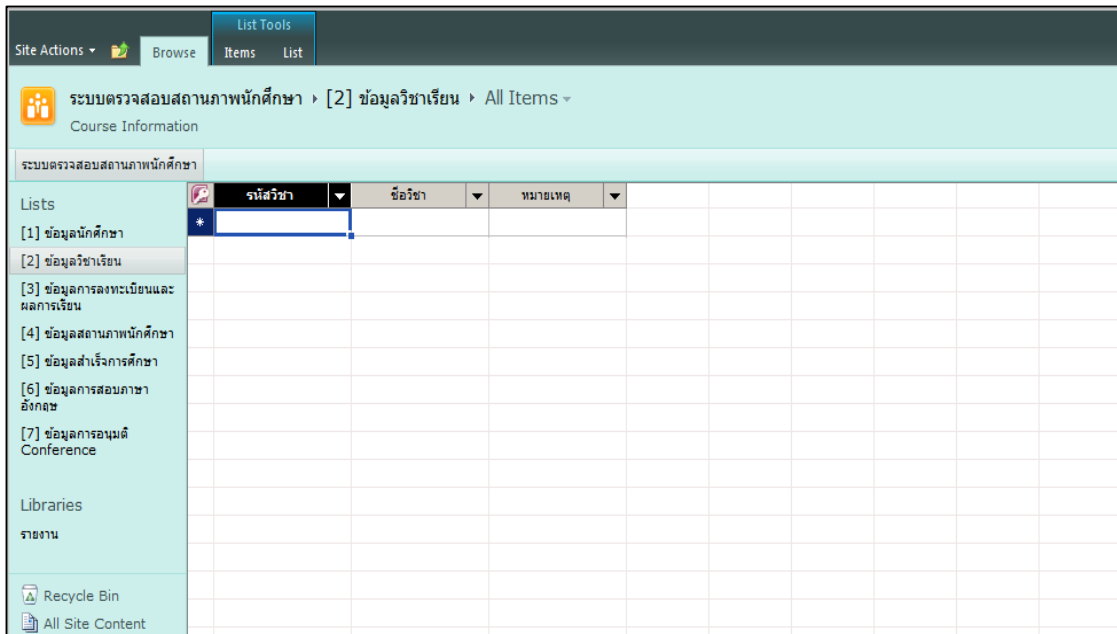 List Tools
Site Actions
Browse
Items
List
ระบบตรวจสอบสถานภาพนักศึกษา
[2] ข้อมูลวิชาเรียน
All Items
Course Information
ระบบตรวจสอบสถานภาพนักศึกษา
Lists
[1] ข้อมูลนักศึกษา
[2] ข้อมูลวิชาเรียน
[3] ข้อมูลการลงทะเบียนและ
ผลการเรียน
[4] ข้อมูลสถานภาพนักศึกษา
[5] ข้อมูลสำเร็จการศึกษา
[6] ข้อมูลการสอบภาษา
อังกฤษ
[7] ข้อมูลการอนุมติ
Conference
Libraries
รายงาน
Recycle Bin
All Site Content
รหัสวิชา
ชื่อวิชา
หมายเหตุ